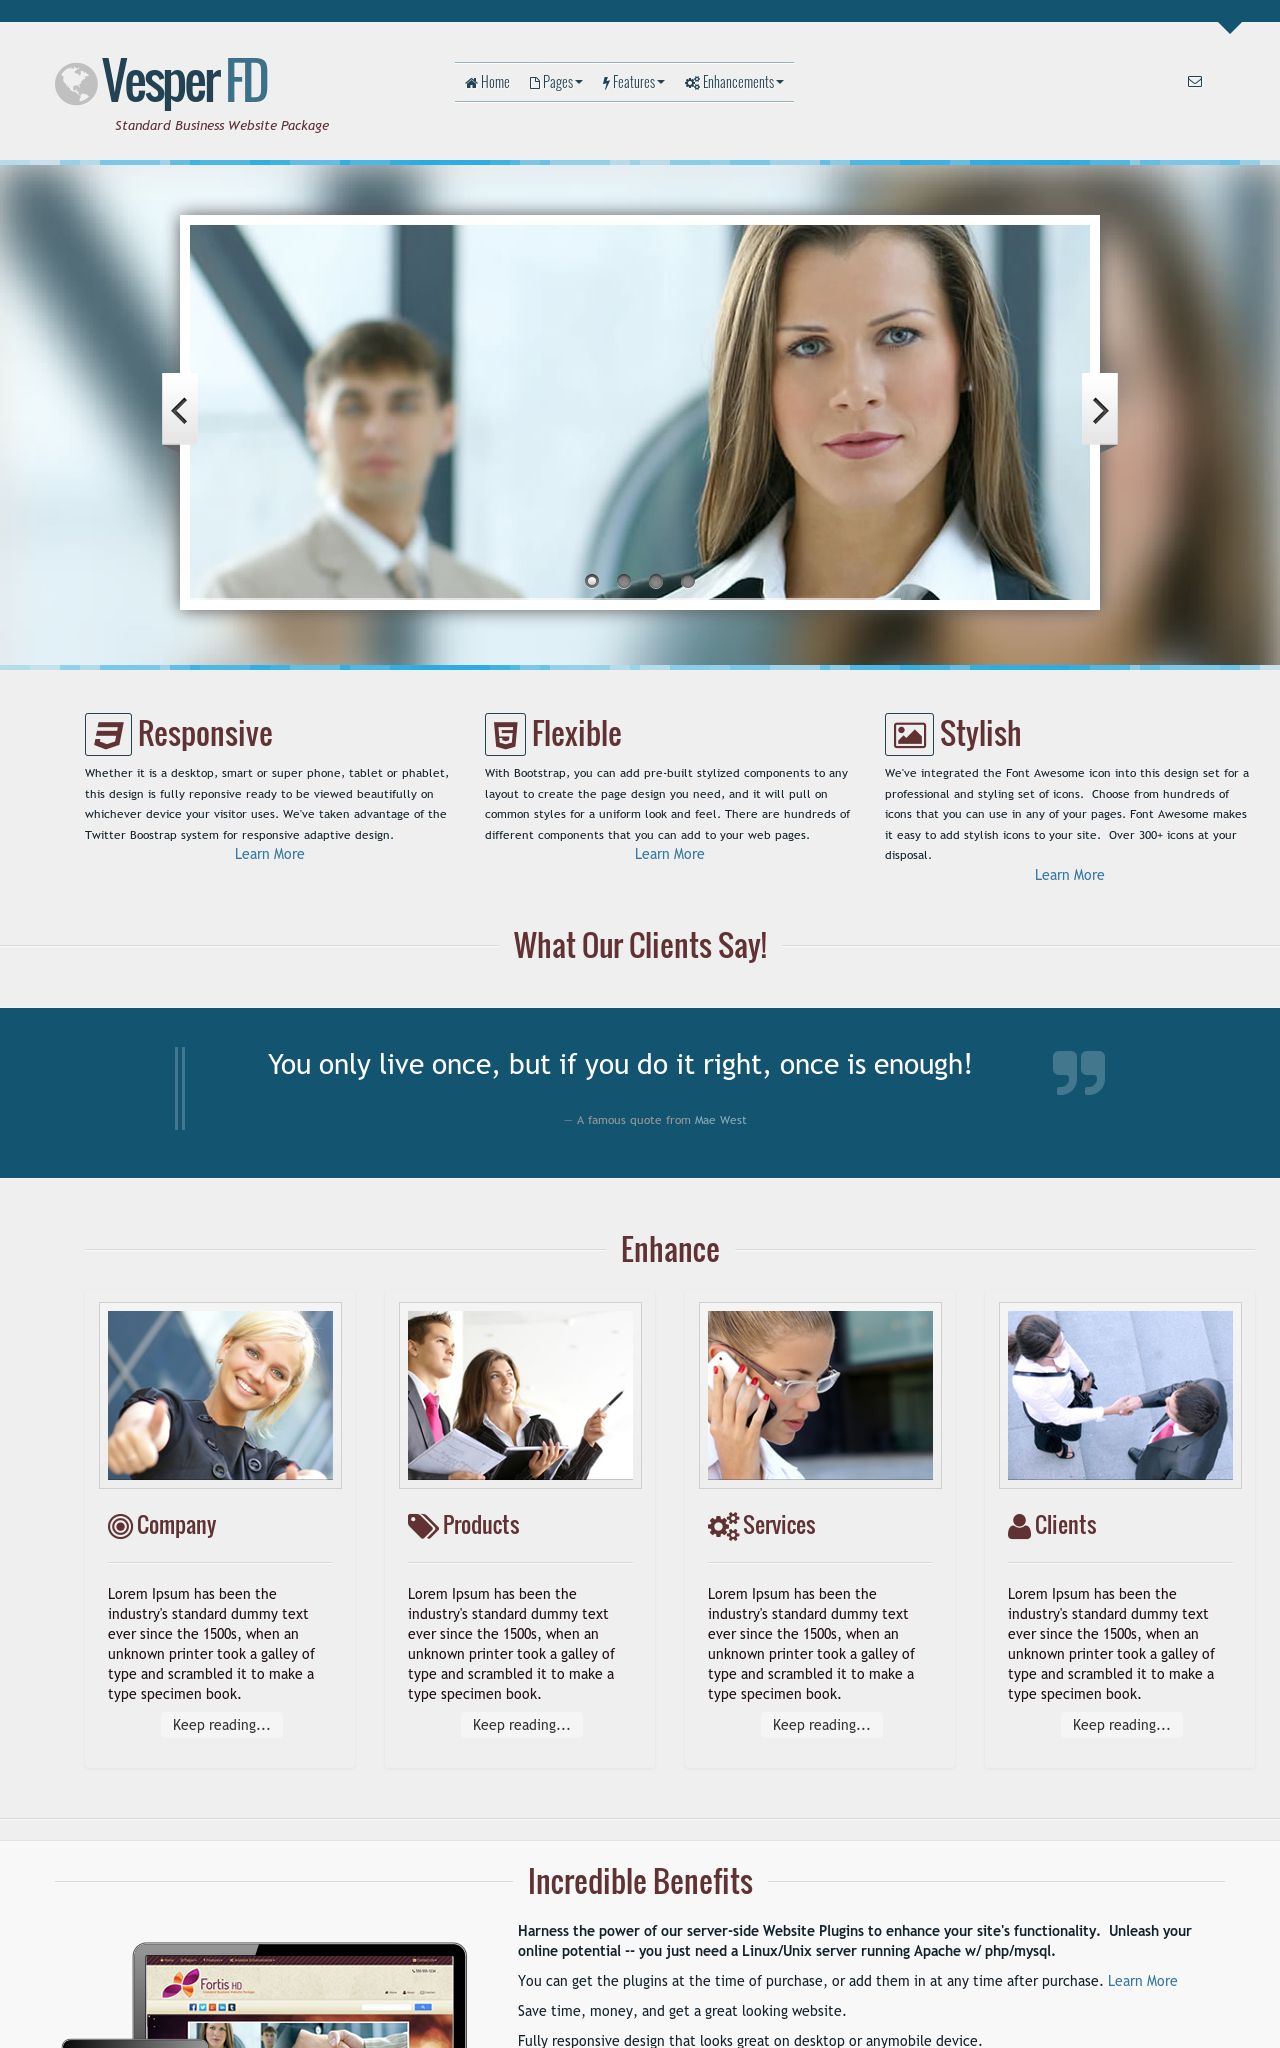 Vesper FD
Standard Business Website Package
Home Pages Features Enhancements
Responsive
Whether it is a desktop, smart or super phone, tablet or phablet,
this design is fully reponsive ready to be viewed beautifully on
whichever device your visitor uses. We've taken advantage of the
Twitter Boostrap system for responsive adaptive design.
Learn More
Flexible
With Bootstrap, you can add pre-built stylized components to any
layout to create the page design you need, and it will pull on
common styles for a uniform look and feel. There are hundreds of
different components that you can add to your web pages.
Learn More
Stylish
We've integrated the Font Awesome icon into this design set for a
professional and styling set of icons.  Choose from hundreds of
icons that you can use in any of your pages. Font Awesome makes
it easy to add stylish icons to your site.  Over 300+ icons at your
disposal.
Learn More
What Our Clients Say!
You only live once, but if you do it right, once is enough!
— A famous quote from Mae West
Enhance
Company
Lorem Ipsum has been the
industry's standard dummy text
ever since the 1500s, when an
unknown printer took a galley of
type and scrambled it to make a
type specimen book.
Keep reading...
Products
Lorem Ipsum has been the
industry's standard dummy text
ever since the 1500s, when an
unknown printer took a galley of
type and scrambled it to make a
type specimen book.
Keep reading...
Services
Lorem Ipsum has been the
industry's standard dummy text
ever since the 1500s, when an
unknown printer took a galley of
type and scrambled it to make a
type specimen book.
Keep reading...
Clients
Lorem Ipsum has been the
industry's standard dummy text
ever since the 1500s, when an
unknown printer took a galley of
type and scrambled it to make a
type specimen book.
Keep reading...
Incredible Benefits
Fortis HD
Harness the power of our server-side Website Plugins to enhance your site's functionality.  Unleash your
online potential -- you just need a Linux/Unix server running Apache w/ php/mysql.
You can get the plugins at the time of purchase, or add them in at any time after purchase. Learn More
Save time, money, and get a great looking website.
Fully responsive design that looks great on desktop or anymobile device.